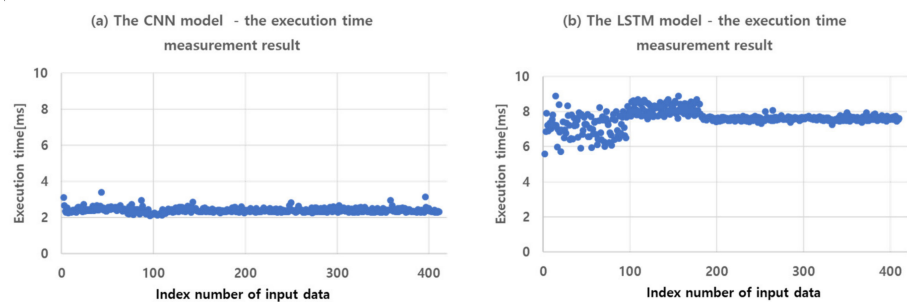 (a) The CNN model - the execution time
measurement result
10
8
6
4
2
0
Execution time[ms]
0 100 200 300 400
Index number of input data
(b) The LSTM model - the execution time
measurement result
10
8
6
4
2
0
Execution time[ms]
0 100 200 300 400
Index number of input data